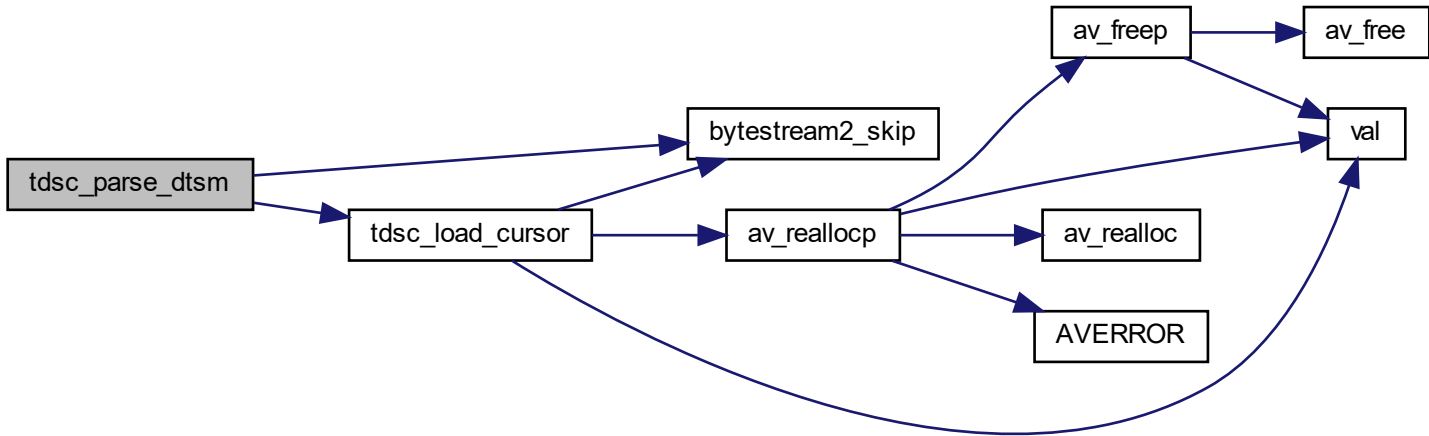 tdsc_parse_dtsm
bytestream2_skip
tdsc_load_cursor
av_reallocp
av_freep
av_free
val
av_realloc
AVERROR